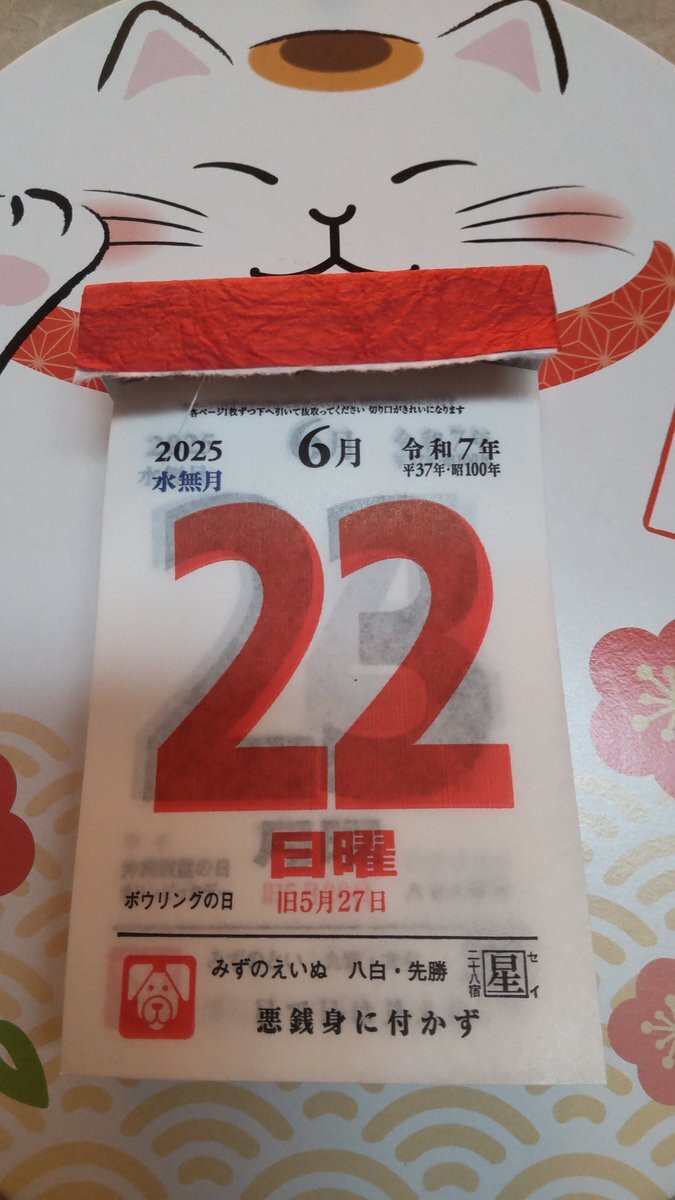 各ページ1枚ずつ下へ引いて抜取ってください 切り口がきれいになります
2025 6月 令和7年
水無月 平37年・昭100年
22
日曜
ボウリングの日 旧5月27日
みずのえいぬ 八白・先勝 二十八宿 星 セイ
悪銭身に付かず